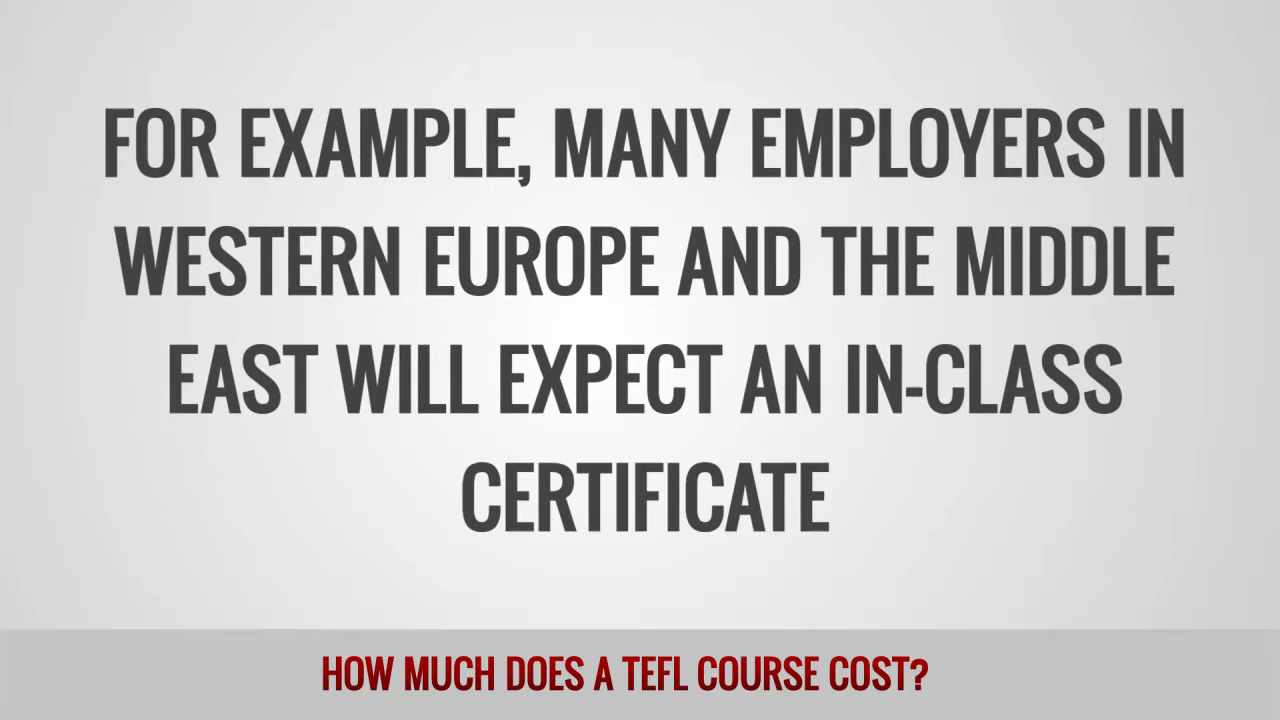 FOR EXAMPLE, MANY EMPLOYERS IN
WESTERN EUROPE AND THE MIDDLE
EAST WILL EXPECT AN IN-CLASS
CERTIFICATE
HOW MUCH DOES A TEFL COURSE COST?